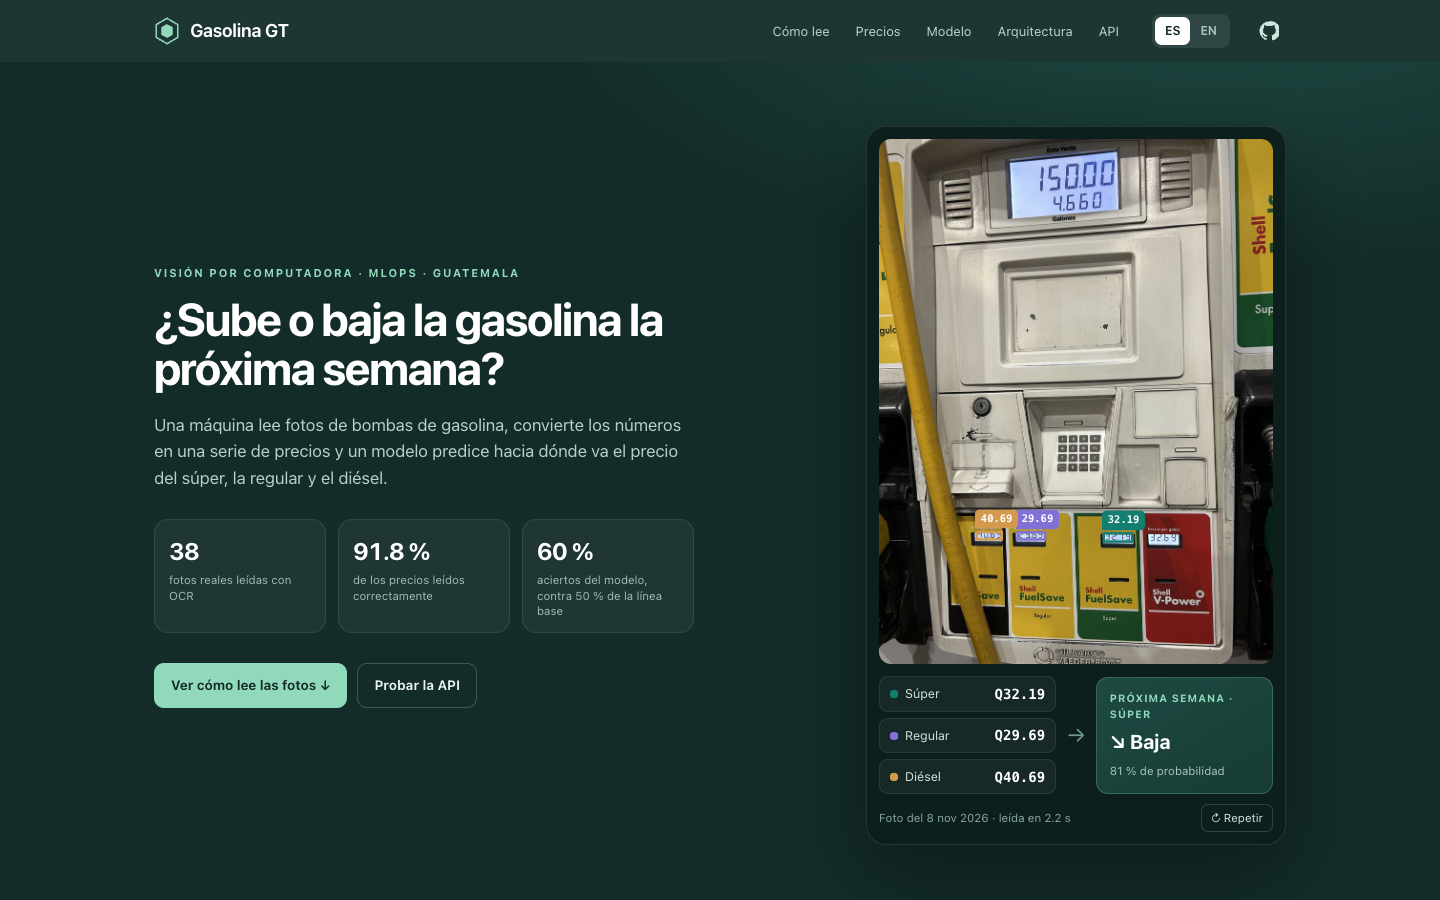 Gasolina GT
Cómo lee
Precios
Modelo
Arquitectura
API
ES
EN
VISIÓN POR COMPUTADORA · MLOPS · GUATEMALA
¿Sube o baja la gasolina la
próxima semana?
Una máquina lee fotos de bombas de gasolina, convierte los números
en una serie de precios y un modelo predice hacia dónde va el precio
del súper, la regular y el diésel.
38
fotos reales leídas con
OCR
91.8 %
de los precios leídos
correctamente
60 %
aciertos del modelo,
contra 50 % de la línea
base
Ver cómo lee las fotos ↓
Probar la API
150.00
4.660
Galones
Shell
Sup
40.69
29.69
32.19
32.69
Save
Shell
FuelSave
Regular
Shell
FuelSave
Súper
Shell
V-Power
Súper
Q32.19
Regular
Q29.69
Diésel
Q40.69
→
PRÓXIMA SEMANA ·
SÚPER
↘ Baja
81 % de probabilidad
Foto del 8 nov 2026 · leída en 2.2 s
↻ Repetir